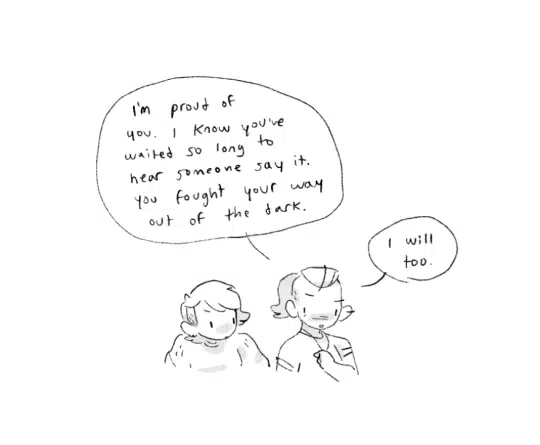 I'm proud of
you. I know you've
waited so long to
hear someone say it.
you fought your way
out of the dark.
I will
too.